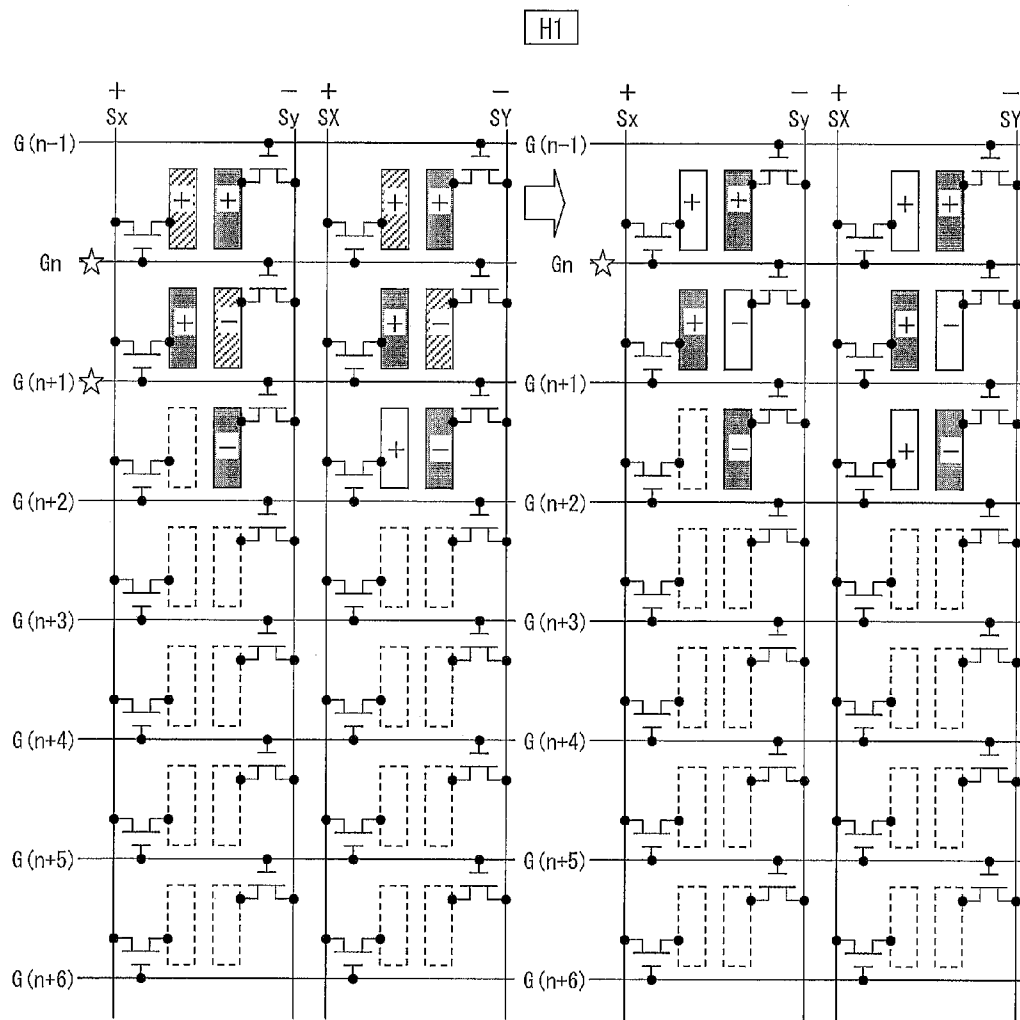 H1
+ − + − + − + −
Sx Sy SX SY Sx Sy SX SY
G(n-1) G(n-1)
+ + + + + + + +
Gn ☆ Gn ☆
+ − + − + − + −
G(n+1) ☆ G(n+1)
− + − − + −
G(n+2) G(n+2)
G(n+3) G(n+3)
G(n+4) G(n+4)
G(n+5) G(n+5)
G(n+6) G(n+6)